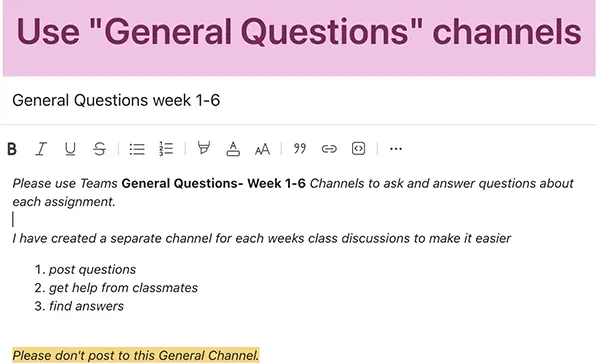 Use "General Questions" channels
General Questions week 1-6
Please use Teams General Questions- Week 1-6 Channels to ask and answer questions about
each assignment.
I have created a separate channel for each weeks class discussions to make it easier
1. post questions
2. get help from classmates
3. find answers
Please don't post to this General Channel.